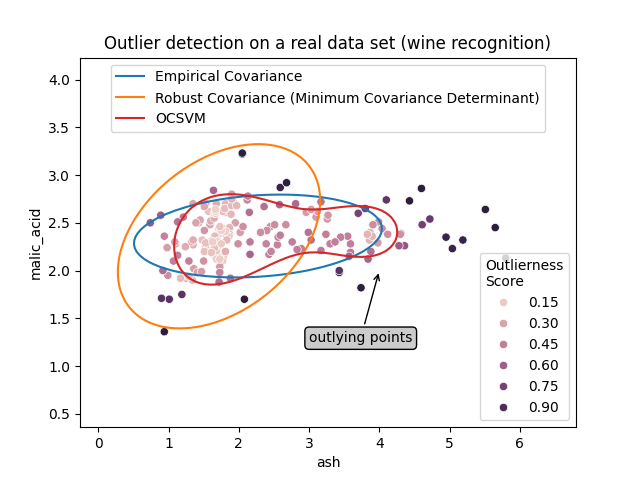 Outlier detection on a real data set (wine recognition)
Empirical Covariance
Robust Covariance (Minimum Covariance Determinant)
OCSVM
4.0
3.5
3.0
2.5
2.0
1.5
1.0
0.5
malic_acid
outlying points
Outlierness
Score
0.15
0.30
0.45
0.60
0.75
0.90
0 1 2 3 4 5 6
ash